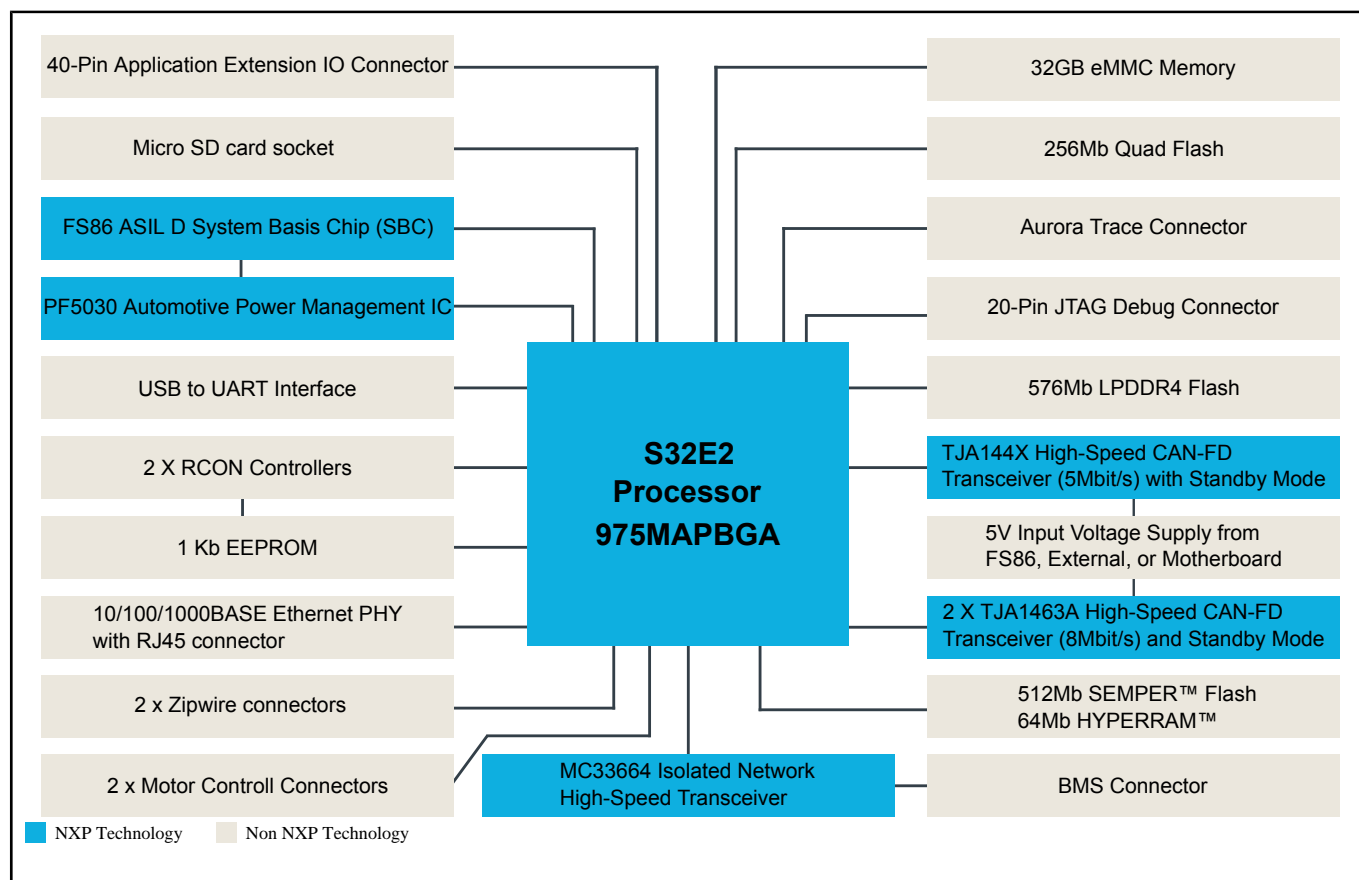 40-Pin Application Extension IO Connector
Micro SD card socket
FS86 ASIL D System Basis Chip (SBC)
PF5030 Automotive Power Management IC
USB to UART Interface
2 X RCON Controllers
1 Kb EEPROM
10/100/1000BASE Ethernet PHY
with RJ45 connector
2 x Zipwire connectors
2 x Motor Controll Connectors
S32E2
Processor
975MAPBGA
MC33664 Isolated Network
High-Speed Transceiver
32GB eMMC Memory
256Mb Quad Flash
Aurora Trace Connector
20-Pin JTAG Debug Connector
576Mb LPDDR4 Flash
TJA144X High-Speed CAN-FD
Transceiver (5Mbit/s) with Standby Mode
5V Input Voltage Supply from
FS86, External, or Motherboard
2 X TJA1463A High-Speed CAN-FD
Transceiver (8Mbit/s) and Standby Mode
512Mb SEMPER™ Flash
64Mb HYPERRAM™
BMS Connector
NXP Technology
Non NXP Technology